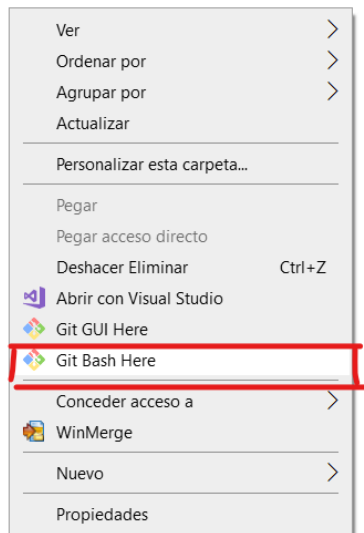 Ver
Ordenar por
Agrupar por
Actualizar
Personalizar esta carpeta...
Pegar
Pegar acceso directo
Deshacer Eliminar Ctrl+Z
Abrir con Visual Studio
Git GUI Here
Git Bash Here
Conceder acceso a
WinMerge
Nuevo
Propiedades